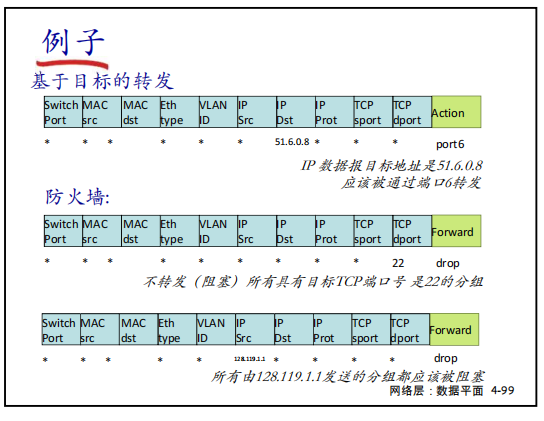 例子
基于目标的转发
Switch Port MAC src MAC dst Eth type VLAN ID IP Src IP Dst IP Prot TCP sport TCP dport Action
* * * * * * 51.6.0.8 * * * port6
IP 数据报目标地址是51.6.0.8
应该被通过端口6转发
防火墙:
Switch Port MAC src MAC dst Eth type VLAN ID IP Src IP Dst IP Prot TCP sport TCP dport Forward
* * * * * * * * * 22 drop
不转发（阻塞）所有具有目标TCP端口号 是22的分组
Switch Port MAC src MAC dst Eth type VLAN ID IP Src IP Dst IP Prot TCP sport TCP dport Forward
* * * * * 128.119.1.1 * * * * drop
所有由128.119.1.1发送的分组都应该被阻塞
网络层：数据平面 4-99